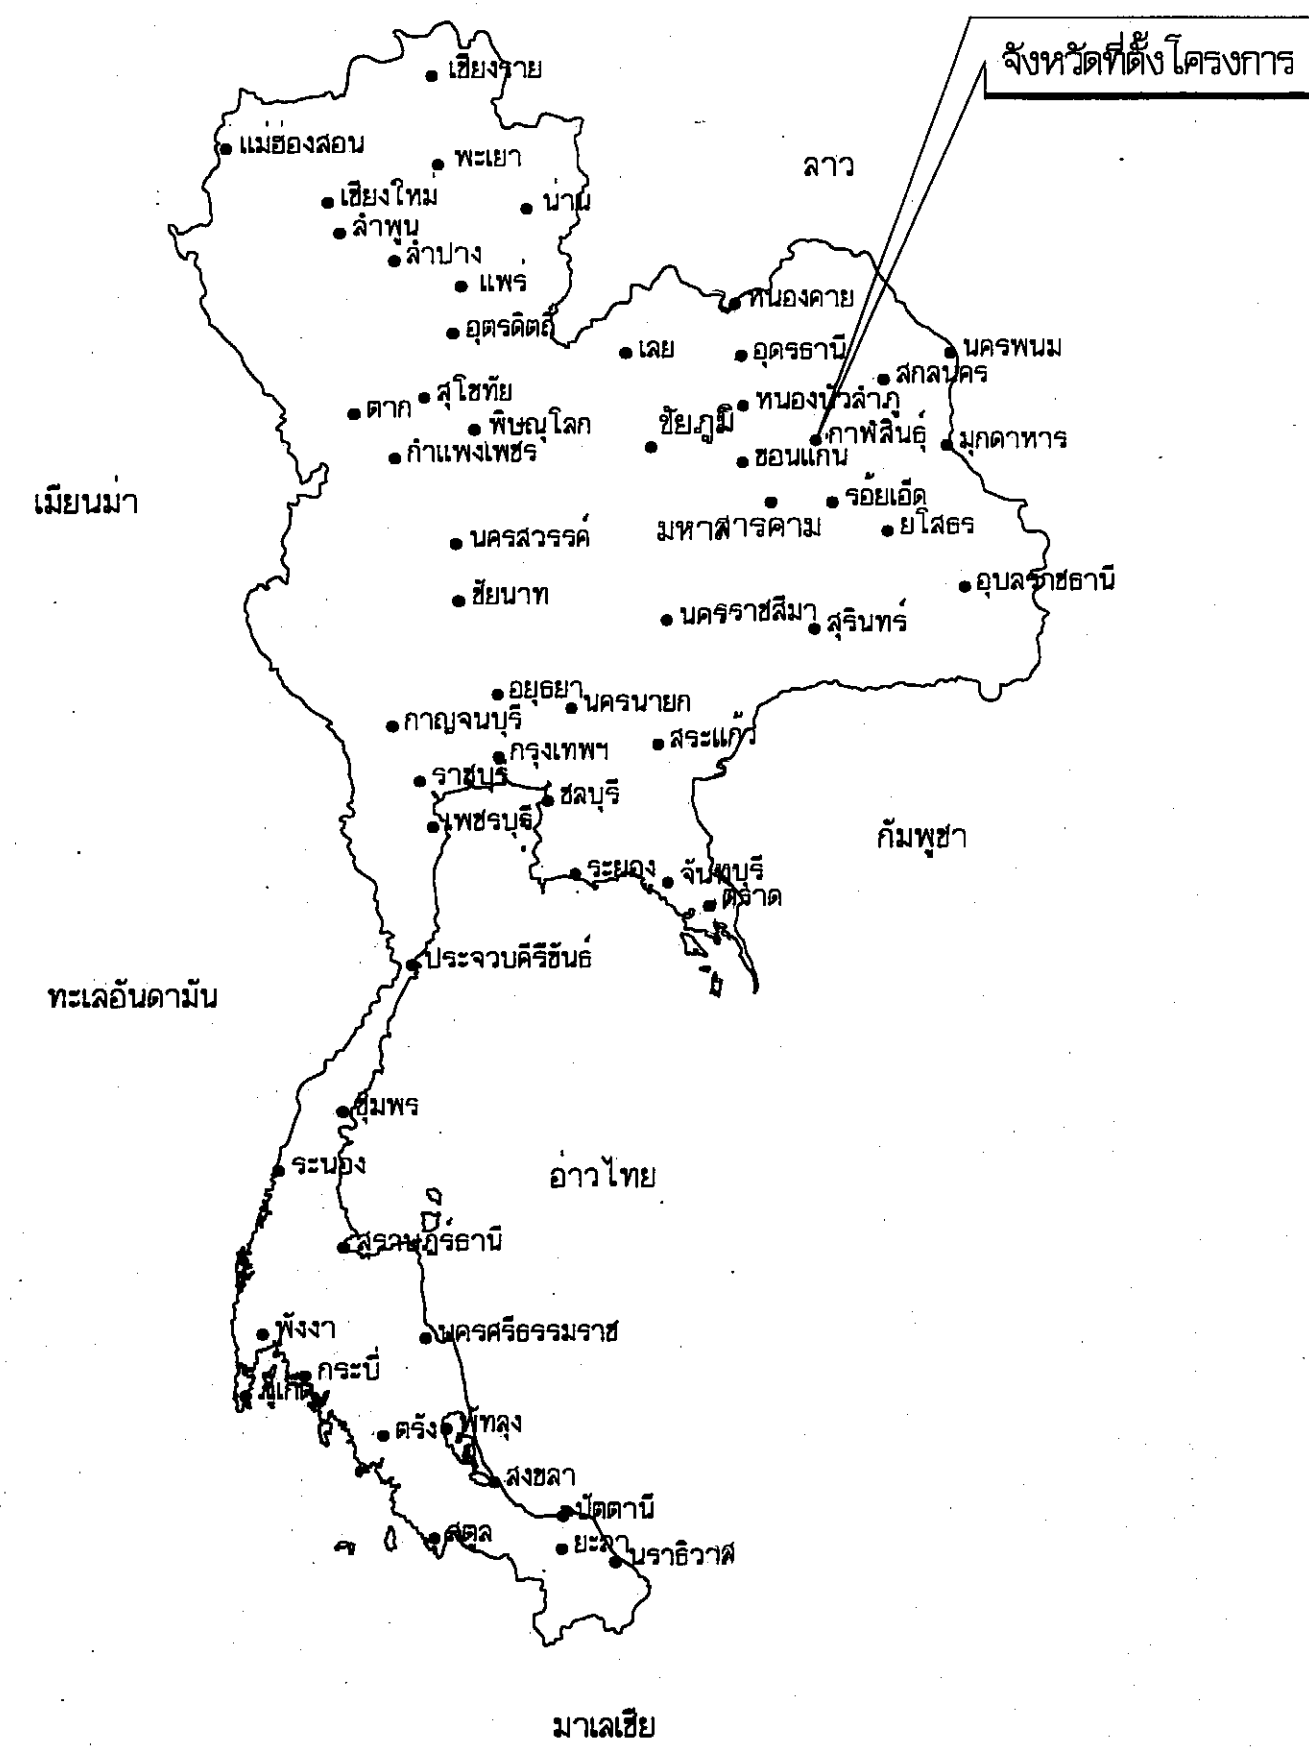 จังหวัดที่ตั้งโครงการ
เชียงราย
แม่ฮ่องสอน
พะเยา
ลาว
เชียงใหม่
น่าน
ลำพูน
ลำปาง
แพร่
หนองคาย
อุตรดิตถ์
เลย
อุดรธานี
นครพนม
สกลนคร
สุโขทัย
ตาก
หนองบัวลำภู
พิษณุโลก
ชัยภูมิ
กาฬสินธุ์
มุกดาหาร
กำแพงเพชร
ขอนแก่น
เมียนม่า
ร้อยเอ็ด
มหาสารคาม
ยโสธร
นครสวรรค์
อุบลราชธานี
ชัยนาท
นครราชสีมา
สุรินทร์
อยุธยา
นครนายก
กาญจนบุรี
สระแก้ว
กรุงเทพฯ
ราชบุรี
ชลบุรี
เพชรบุรี
กัมพูชา
ระยอง
จันทบุรี
ตราด
ประจวบคีรีขันธ์
ทะเลอันดามัน
ชุมพร
ระนอง
อ่าวไทย
สุราษฎร์ธานี
พังงา
นครศรีธรรมราช
กระบี่
ภูเก็ต
ตรัง
พัทลุง
สงขลา
ปัตตานี
สตูล
ยะลา
นราธิวาส
มาเลเซีย